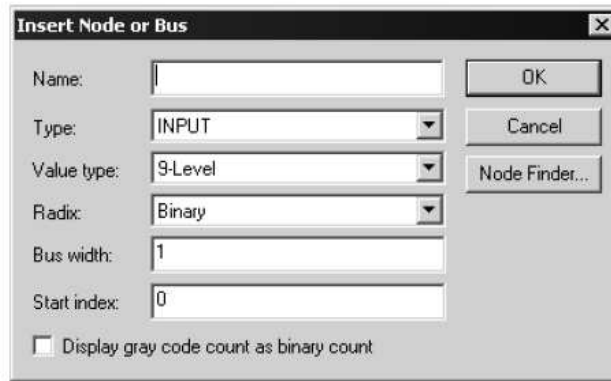 Insert Node or Bus
Name:
OK
Type: INPUT
Cancel
Value type: 9-Level
Node Finder...
Radix: Binary
Bus width: 1
Start index: 0
Display gray code count as binary count